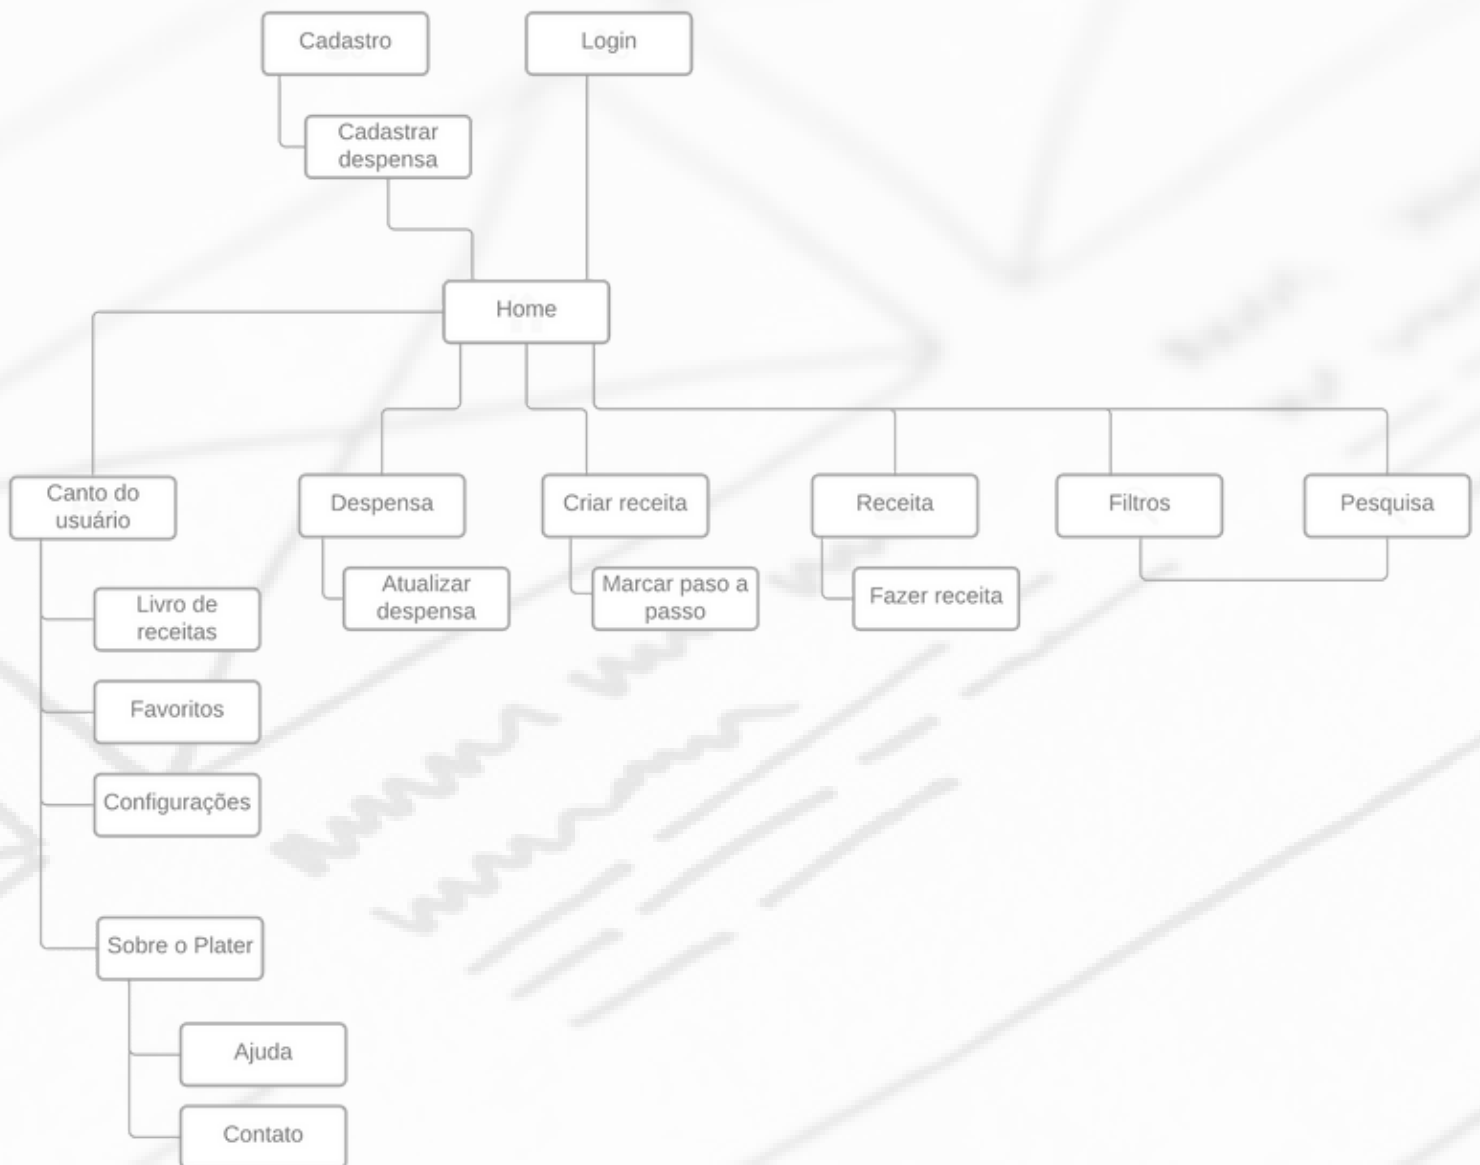 Cadastro
Login
Cadastrar
despensa
Home
Canto do
usuário
Despensa
Criar receita
Receita
Filtros
Pesquisa
Atualizar
despensa
Marcar paso a
passo
Fazer receita
Livro de
receitas
Favoritos
Configurações
Sobre o Plater
Ajuda
Contato